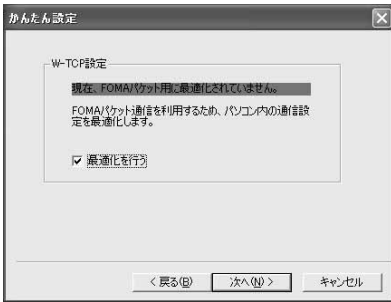 かんたん設定
W-TCP設定
現在、FOMAパケット用に最適化されていません。
FOMAパケット通信を利用するため、パソコン内の通信設
定を最適化します。
最適化を行う
< 戻る(B)
次へ(N) >
キャンセル